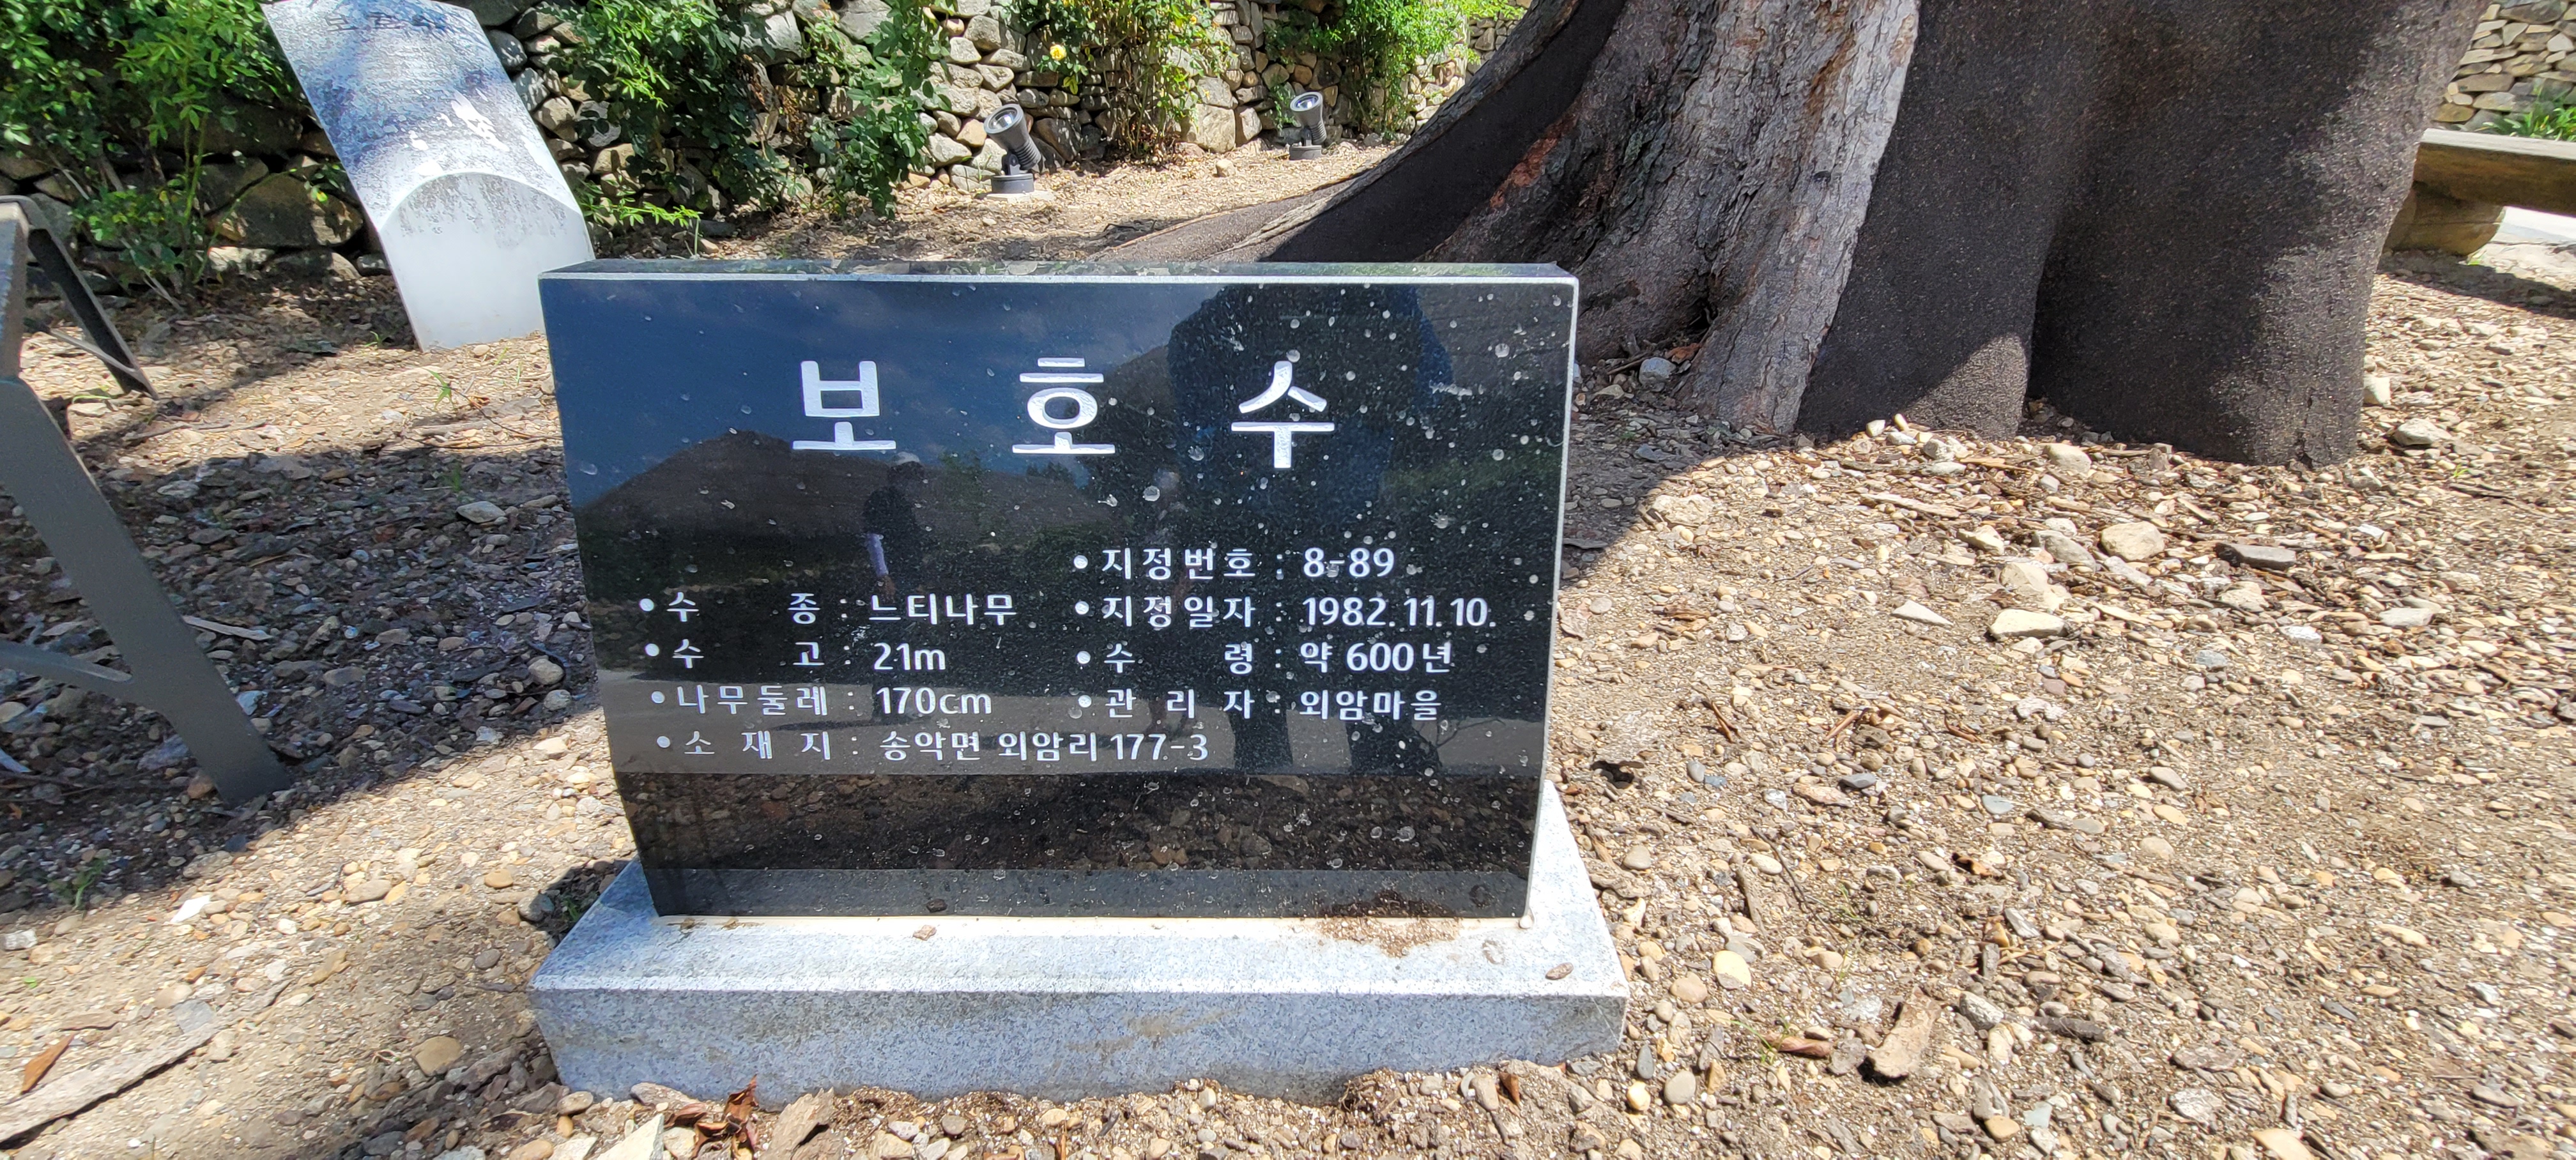 보호수
• 지정번호 : 8-89
• 수 종 : 느티나무 • 지정일자 : 1982. 11. 10.
• 수 고 : 21m • 수 령 : 약 600년
• 나무둘레 : 170cm • 관 리 자 : 외암마을
• 소 재 지 : 송악면 외암리 177-3